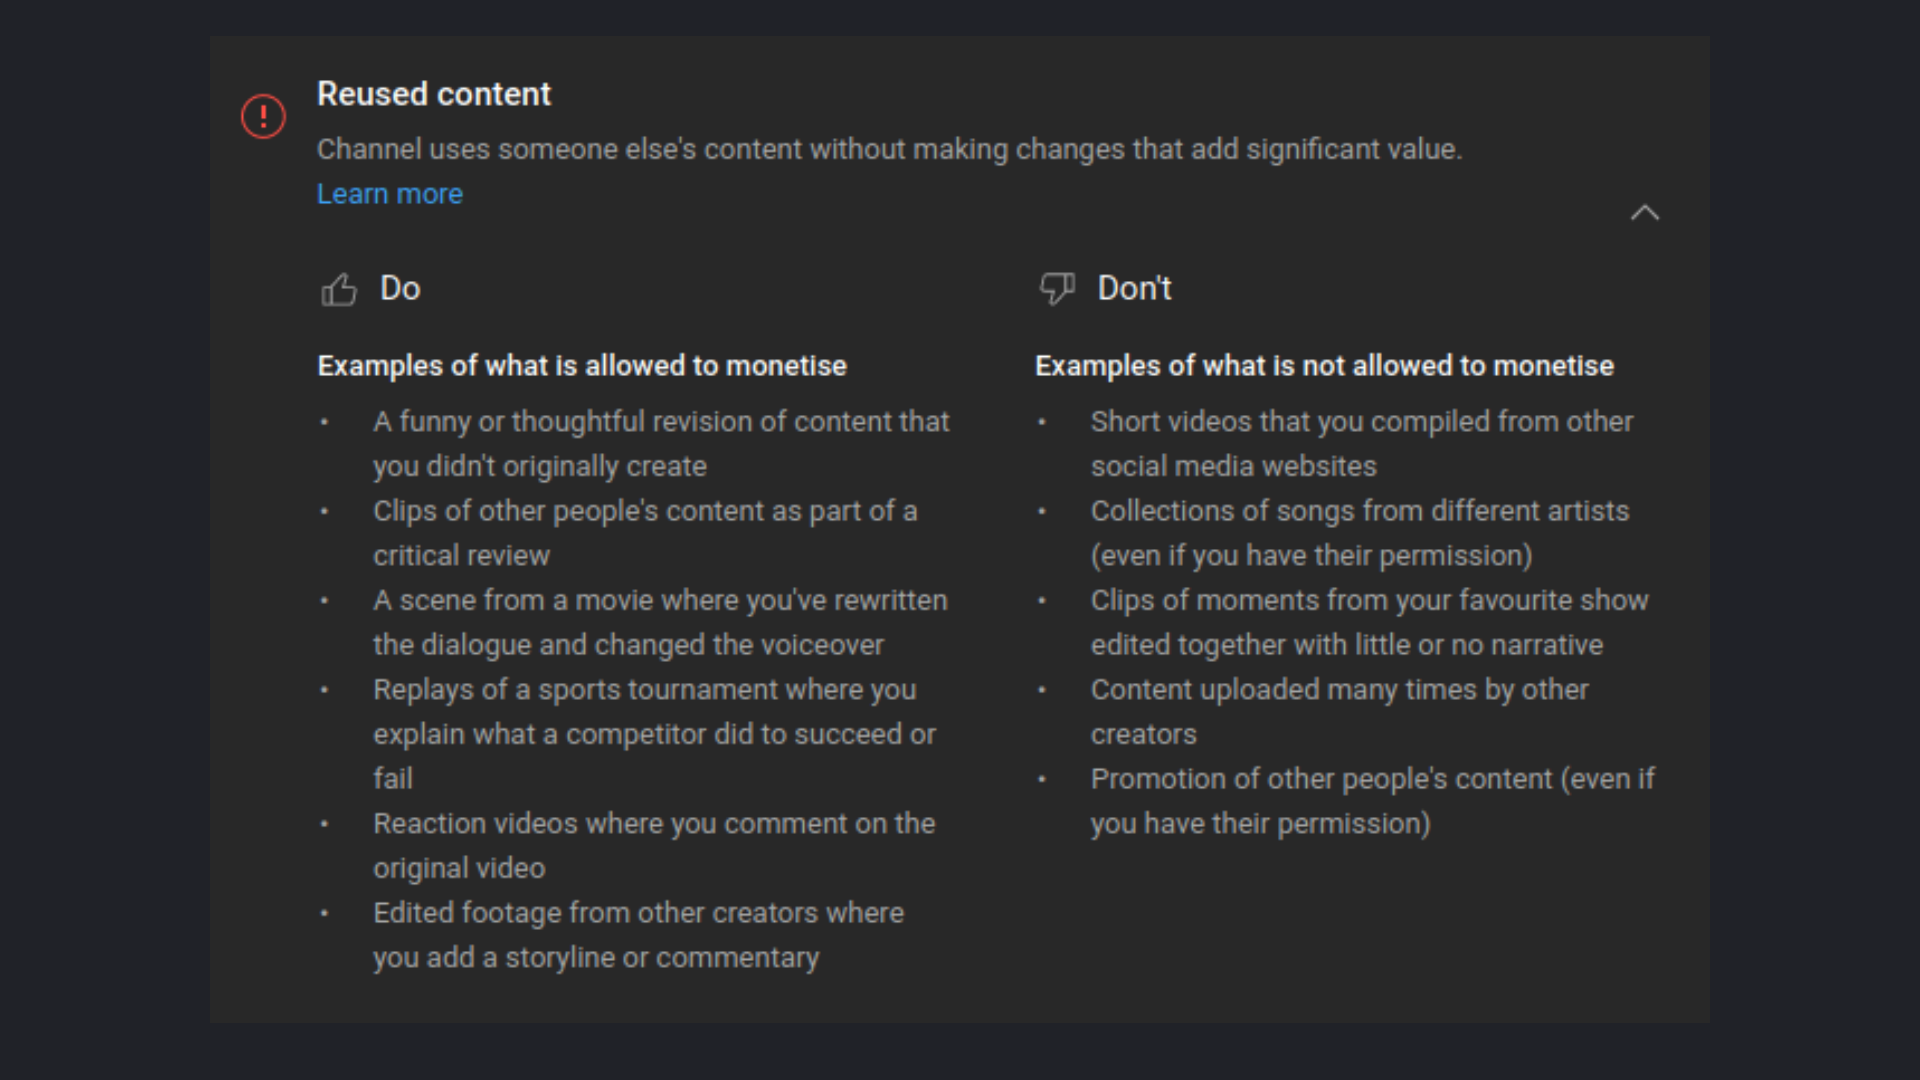 Reused content
Channel uses someone else's content without making changes that add significant value.
Learn more
Do
Examples of what is allowed to monetise
• A funny or thoughtful revision of content that
you didn't originally create
• Clips of other people's content as part of a
critical review
• A scene from a movie where you've rewritten
the dialogue and changed the voiceover
• Replays of a sports tournament where you
explain what a competitor did to succeed or
fail
• Reaction videos where you comment on the
original video
• Edited footage from other creators where
you add a storyline or commentary
Don't
Examples of what is not allowed to monetise
• Short videos that you compiled from other
social media websites
• Collections of songs from different artists
(even if you have their permission)
• Clips of moments from your favourite show
edited together with little or no narrative
• Content uploaded many times by other
creators
• Promotion of other people's content (even if
you have their permission)